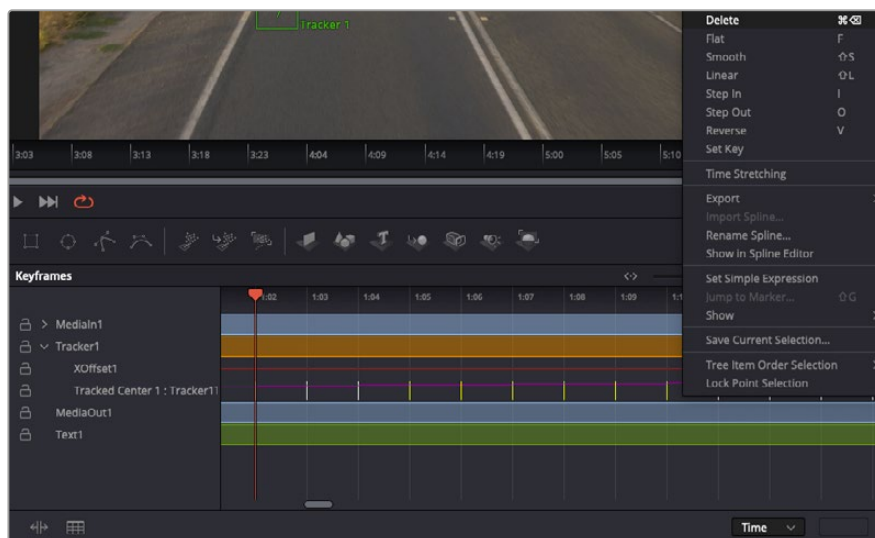 Tracker 1
Delete ⌘⌫
Flat F
Smooth ⇧S
Linear ⇧L
Step In I
Step Out O
Reverse V
Set Key
Time Stretching
Export
Import Spline...
Rename Spline...
Show in Spline Editor
Set Simple Expression
Jump to Marker... ⇧G
Show
Save Current Selection...
Tree Item Order Selection
Lock Point Selection
3:03 3:08 3:13 3:18 3:23 4:04 4:09 4:14 4:19 5:00 5:05 5:10
Keyframes
1:02 1:03 1:04 1:05 1:06 1:07 1:08 1:09
MediaIn1
Tracker1
XOffset1
Tracked Center 1 : Tracker1
MediaOut1
Text1
Time